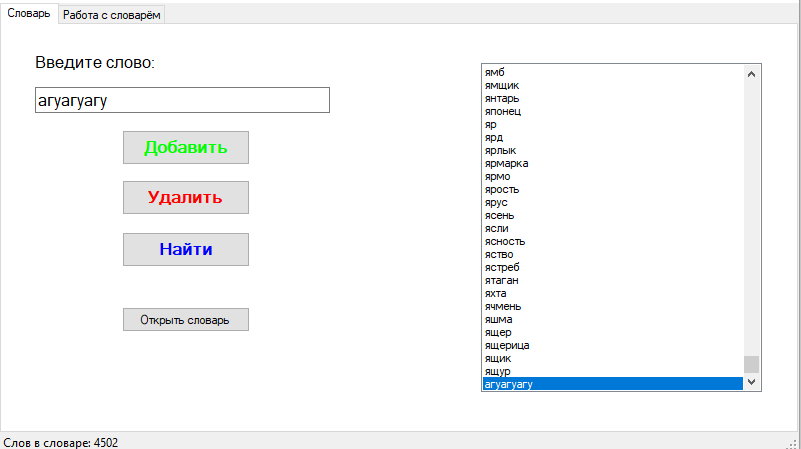 Словарь Работа с словарём
Введите слово:
агуагуагу
Добавить
Удалить
Найти
Открыть словарь
ямб
ямщик
янтарь
японец
яр
ярд
ярлык
ярмарка
ярмо
ярость
ярус
ясень
ясли
ясность
яство
ястреб
ятаган
яхта
ячмень
яшма
ящер
ящерица
ящик
ящур
агуагуагу
Слов в словаре: 4502